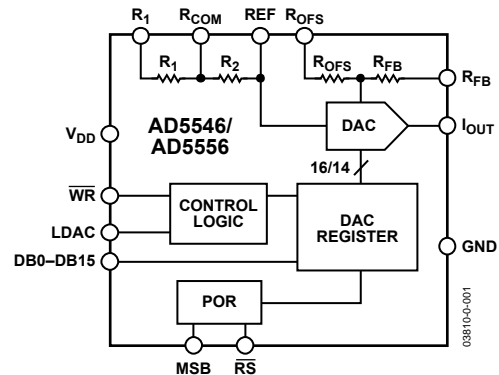 R1 RCOM REF ROFS
R1 R2 ROFS RFB
RFB
AD5546/
AD5556
DAC
IOUT
VDD
16/14
WR
CONTROL
LOGIC
DAC
REGISTER
LDAC
GND
DB0–DB15
POR
MSB RS
03810-0-001